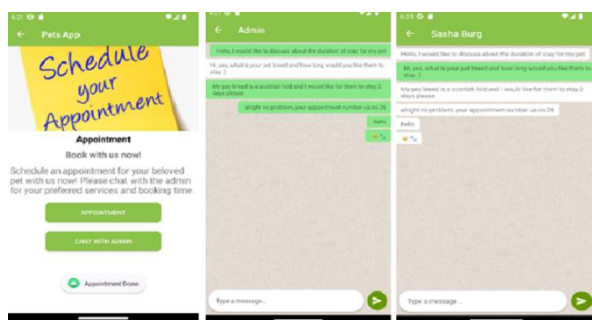 6:21
Pets App
Schedule
your
Appointment
Appointment
Book with us now!
Schedule an appointment for your beloved
pet with us now! Please chat with the admin
for your preferred services and booking time.
APPOINTMENT
CHAT WITH ADMIN
Appointment Done
Admin
Hello, I would like to discuss about the duration of stay for my pet
Hi, yes, what is your pet breed and how long would you like them to
stay :)
My pey breed is a scottish fold and I would like for them to stay 2
days please
alright no problem, your appointment number us no.26
hello
Type a message...
Sasha Burg
Hello, I would like to discuss about the duration of stay for my pet
Hi, yes, what is your pet breed and how long would you like them to
stay :)
My pey breed is a scottish fold and I would like for them to stay 2
days please
alright no problem, your appointment number us no.26
hello
Type a message...